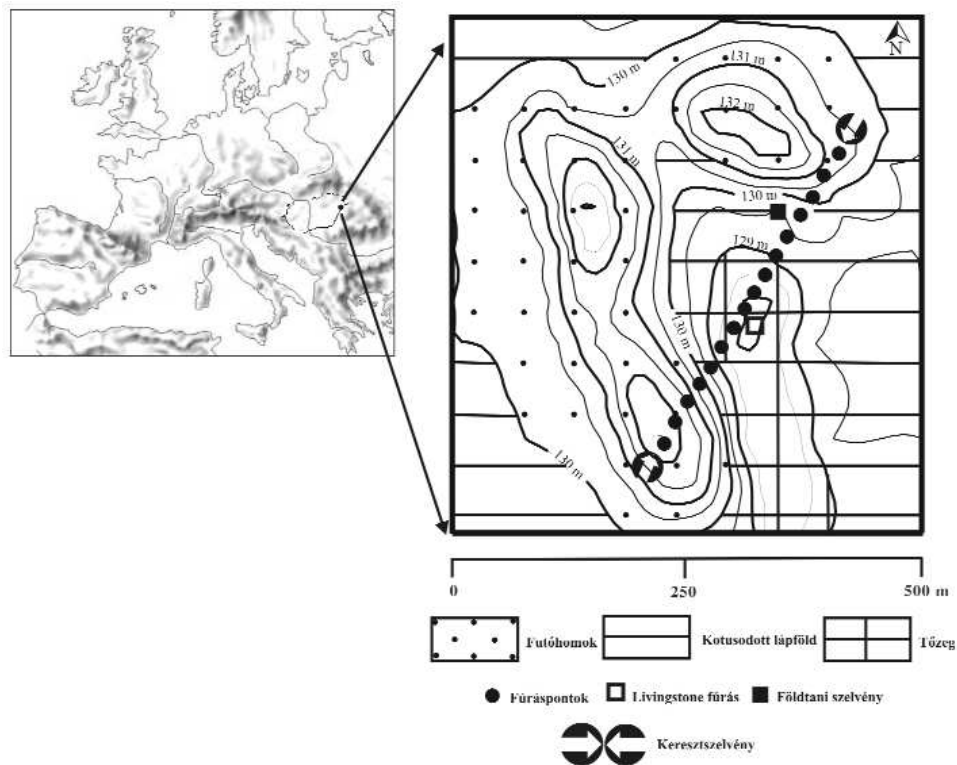 N
131 m
130 m
132 m
131 m
130 m
129 m
130 m
130 m
0 250 500 m
Futóhomok Kotusodott lápföld Tőzeg
Fúráspontok Livingstone fúrás Földtani szelvény
Keresztszelvény